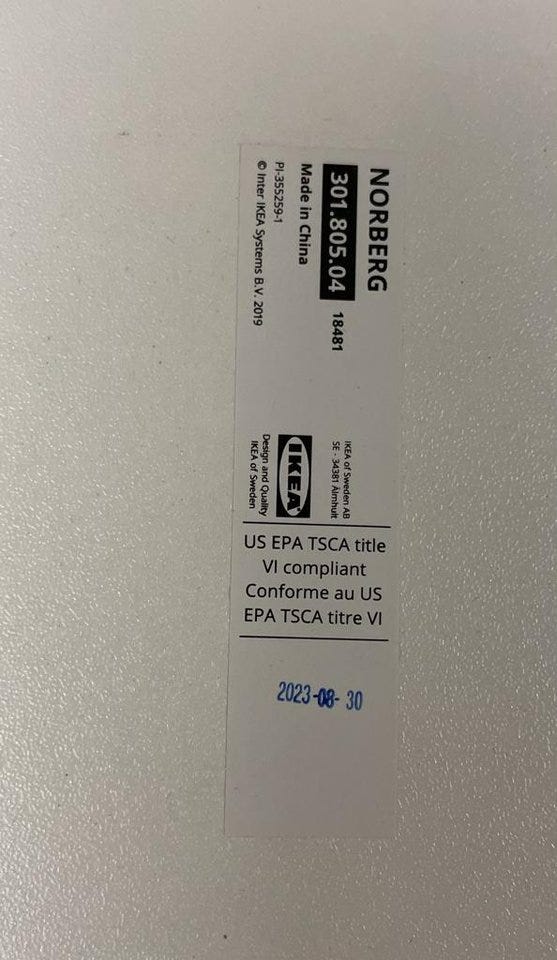 NORBERG
301.805.04 18481
Made in China
PI-355259-1
© Inter IKEA Systems B.V. 2019
IKEA of Sweden AB
SE - 34381 Älmhult
IKEA
Design and Quality
IKEA of Sweden
US EPA TSCA title
VI compliant
Conforme au US
EPA TSCA titre VI
2023-08-30